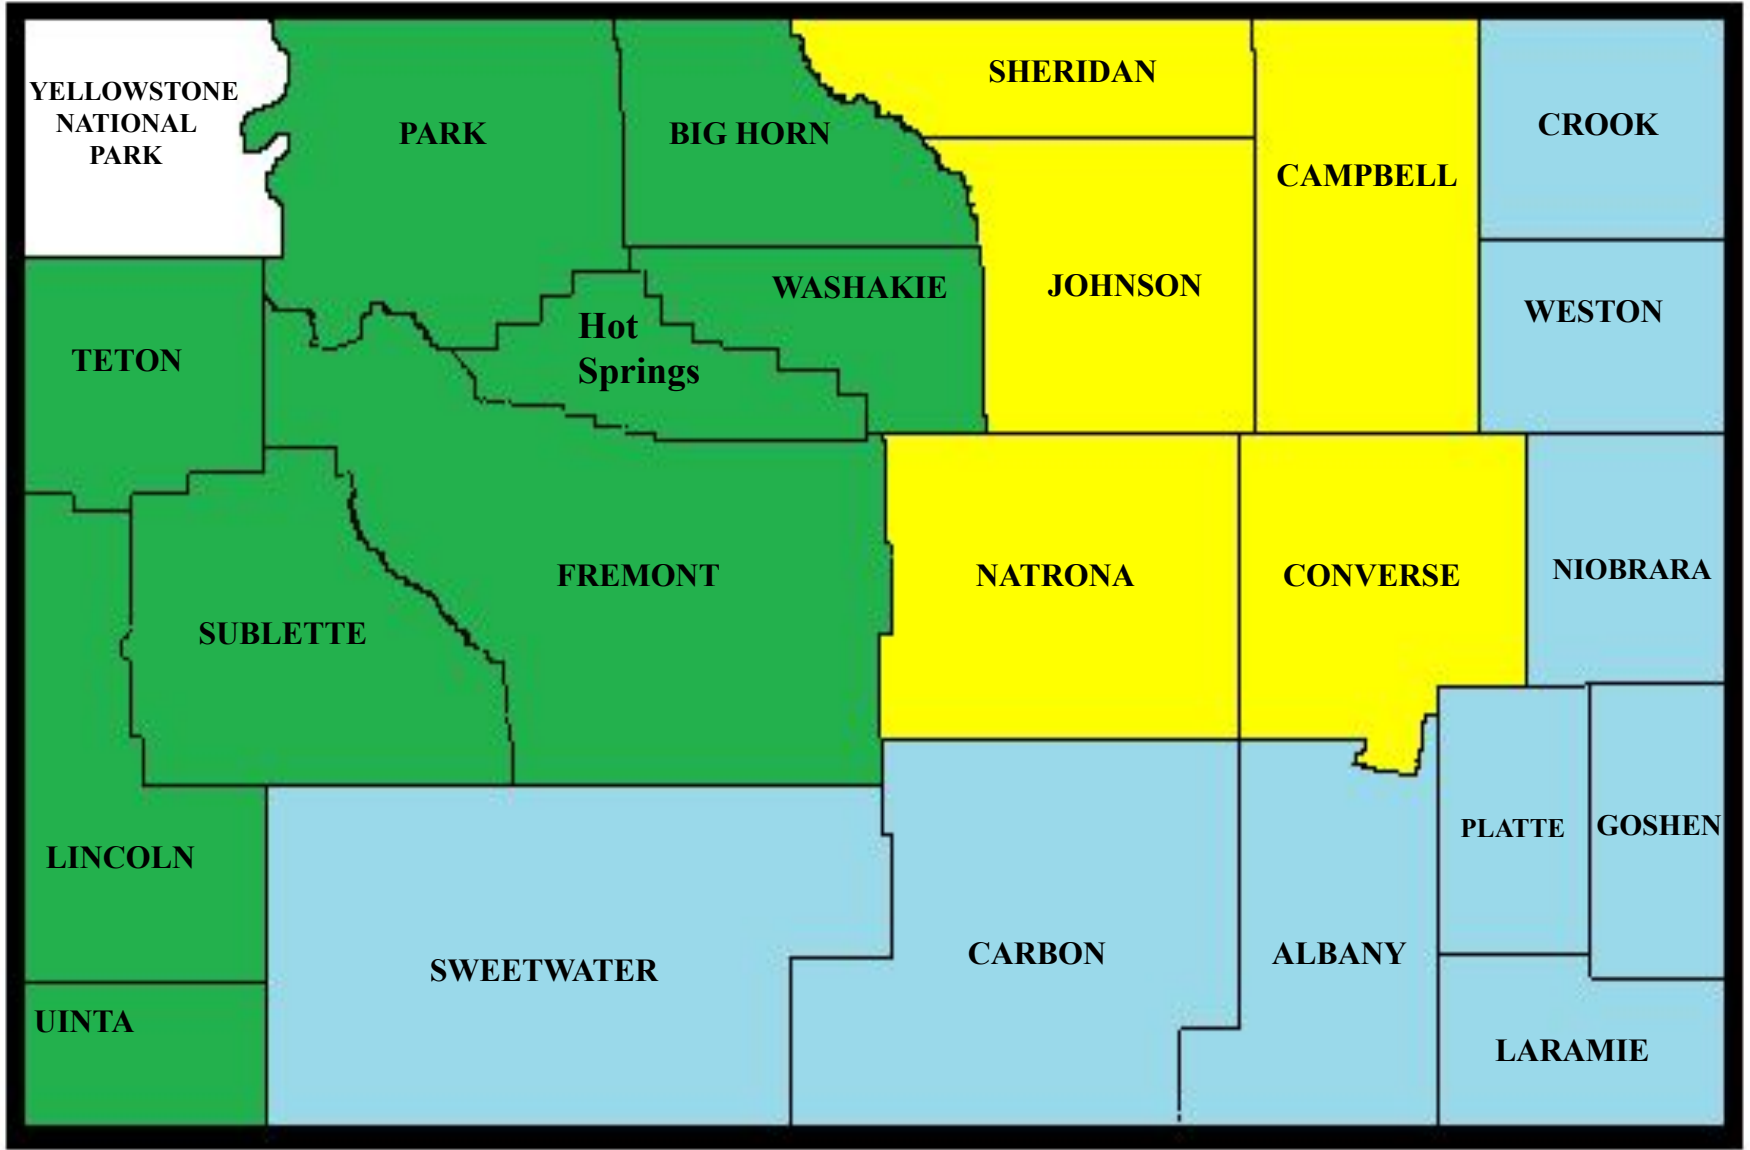 YELLOWSTONE
NATIONAL
PARK
PARK
BIG HORN
SHERIDAN
CAMPBELL
CROOK
WASHAKIE
JOHNSON
WESTON
TETON
Hot
Springs
SUBLETTE
FREMONT
NATRONA
CONVERSE
NIOBRARA
LINCOLN
PLATTE
GOSHEN
UINTA
SWEETWATER
CARBON
ALBANY
LARAMIE